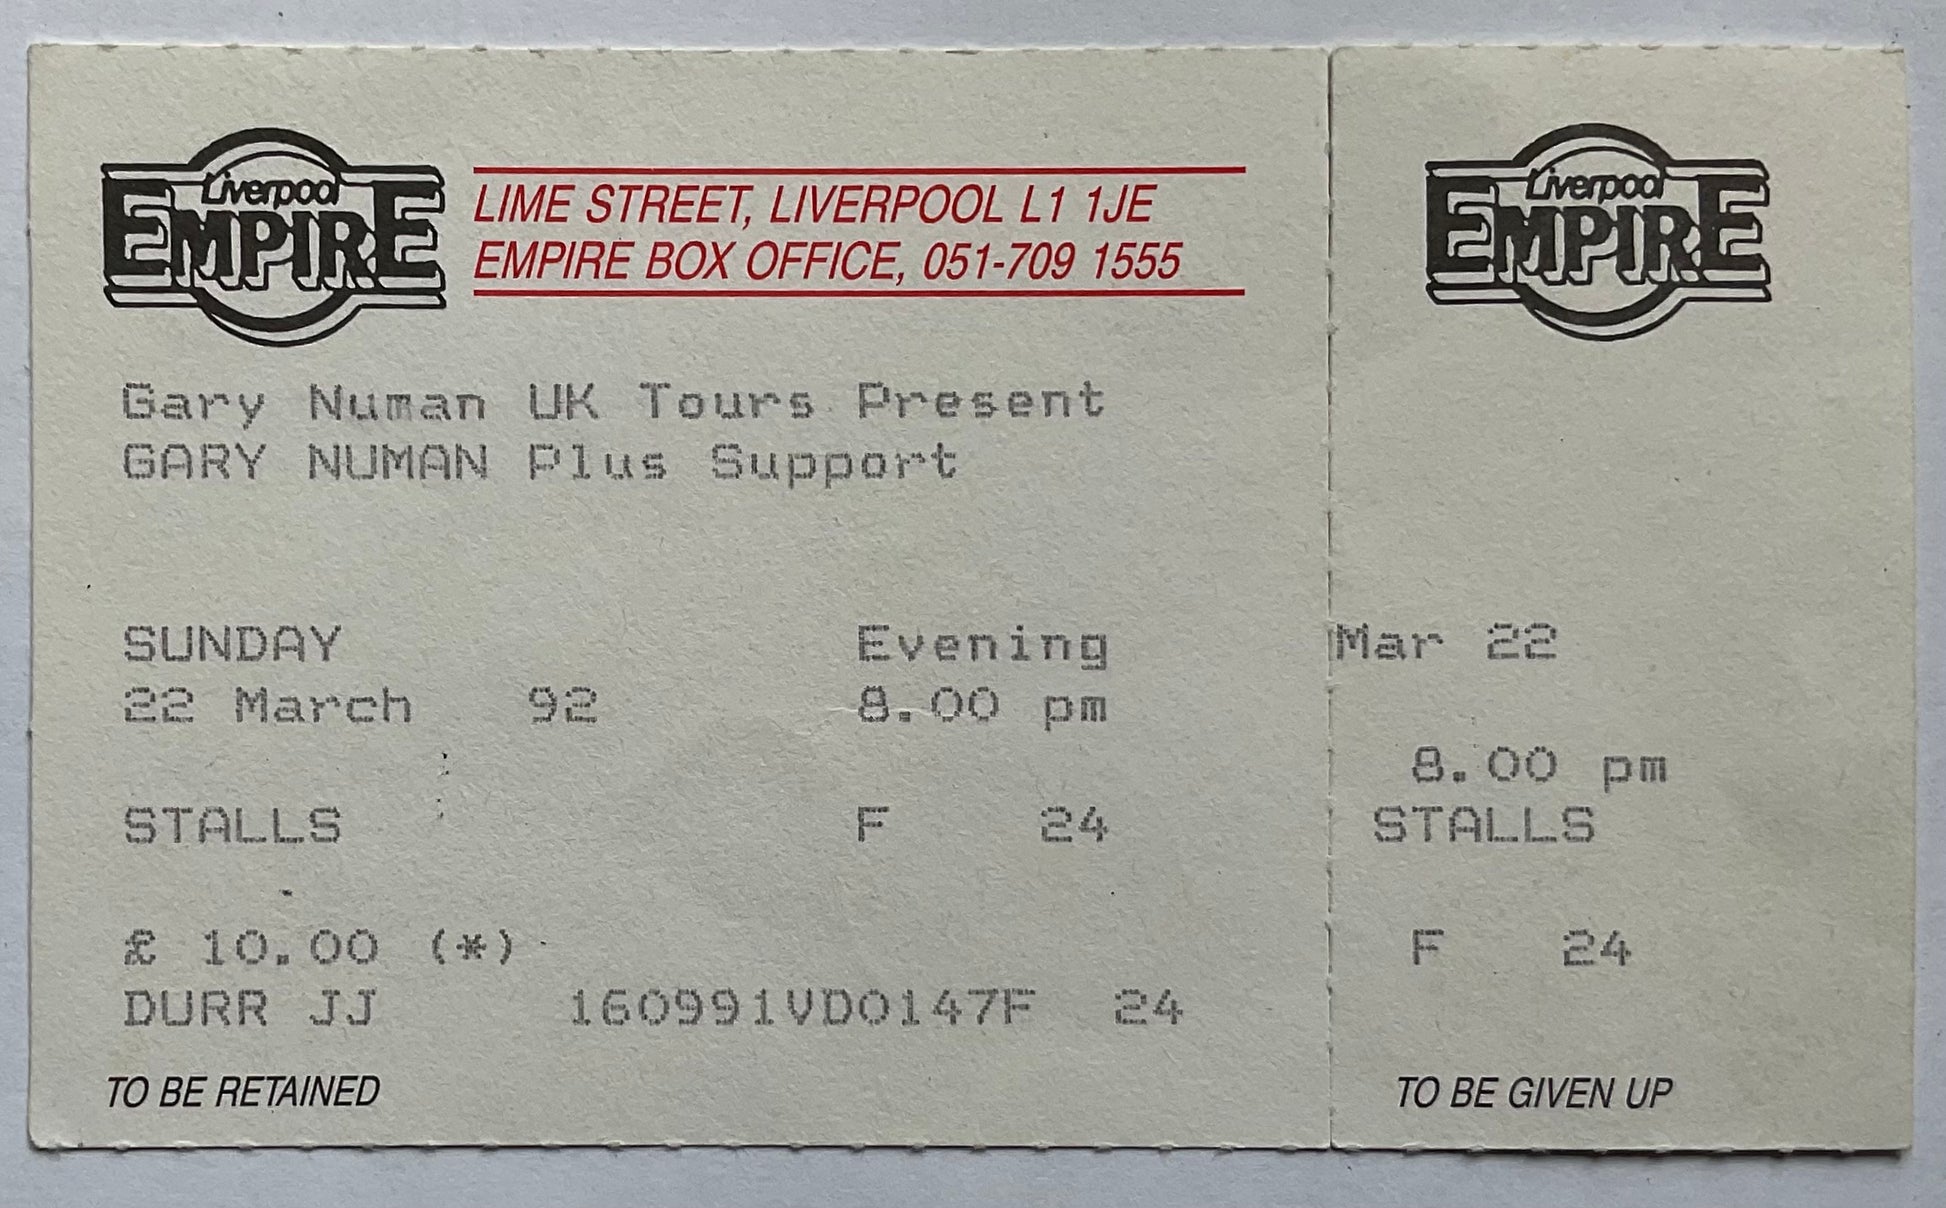 Liverpool
EMPIRE
LIME STREET, LIVERPOOL L1 1JE
EMPIRE BOX OFFICE, 051-709 1555
Gary Numan UK Tours Present
GARY NUMAN Plus Support
SUNDAY Evening
22 March 92 8.00 pm
STALLS F 24
£ 10.00 (*)
DURR JJ 160991VD0147F 24
TO BE RETAINED
Liverpool
EMPIRE
Mar 22
8.00 pm
STALLS
F 24
TO BE GIVEN UP